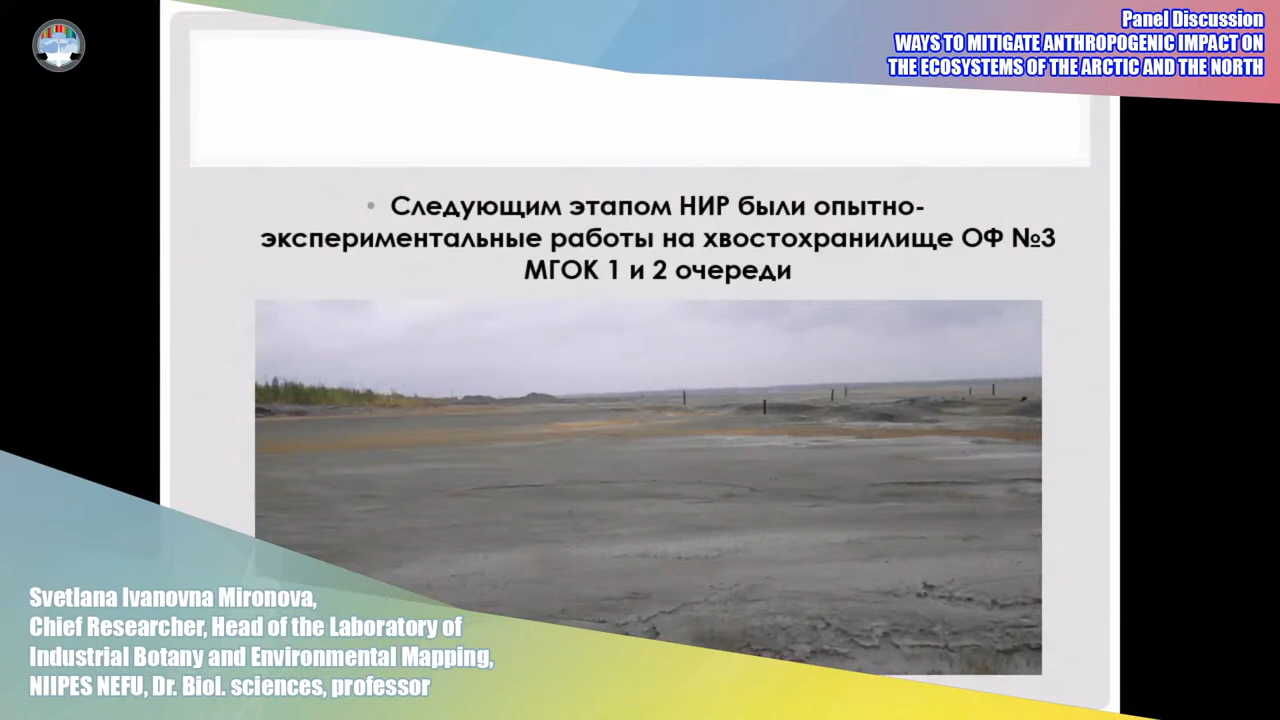 Panel Discussion
WAYS TO MITIGATE ANTHROPOGENIC IMPACT ON
THE ECOSYSTEMS OF THE ARCTIC AND THE NORTH
• Следующим этапом НИР были опытно-
экспериментальные работы на хвостохранилище ОФ №3
МГОК 1 и 2 очереди
Svetlana Ivanovna Mironova,
Chief Researcher, Head of the Laboratory of
Industrial Botany and Environmental Mapping,
NIIPES NEFU, Dr. Biol. sciences, professor